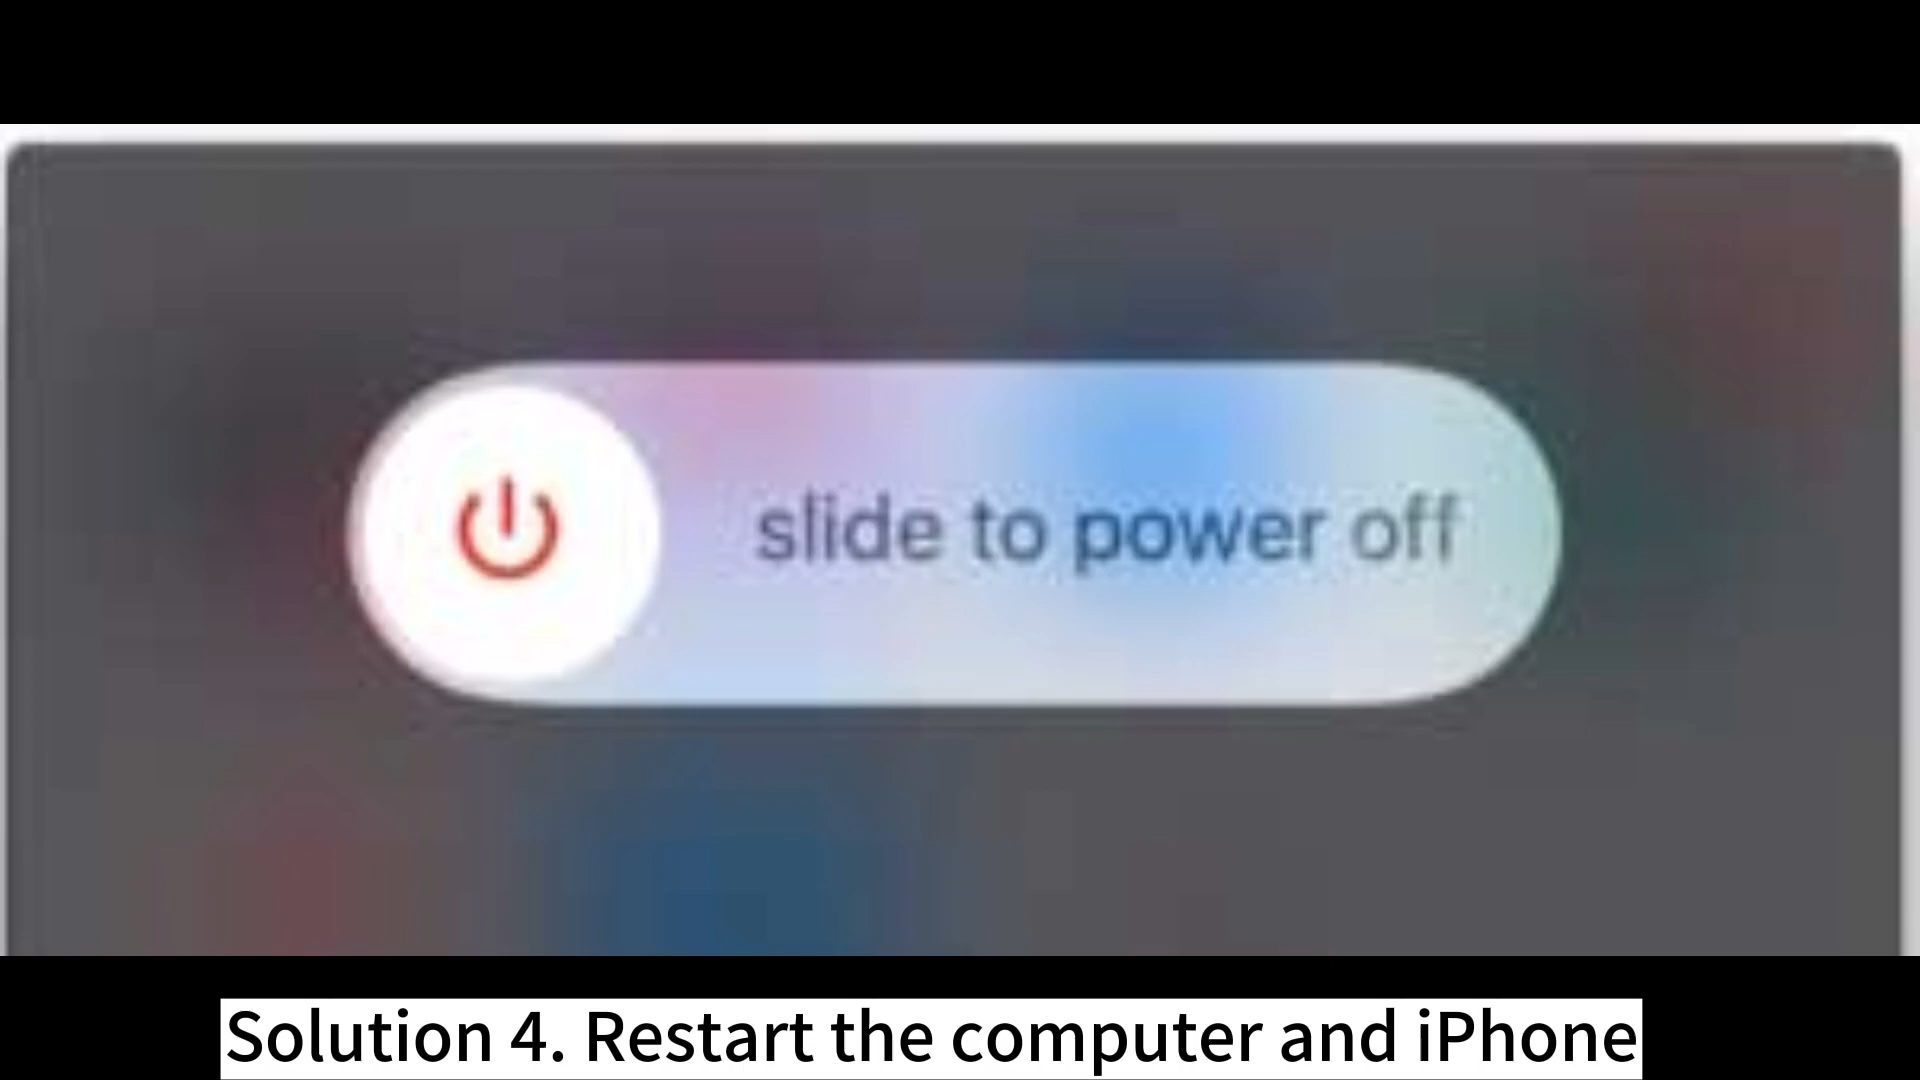 slide to power off
Solution 4. Restart the computer and iPhone